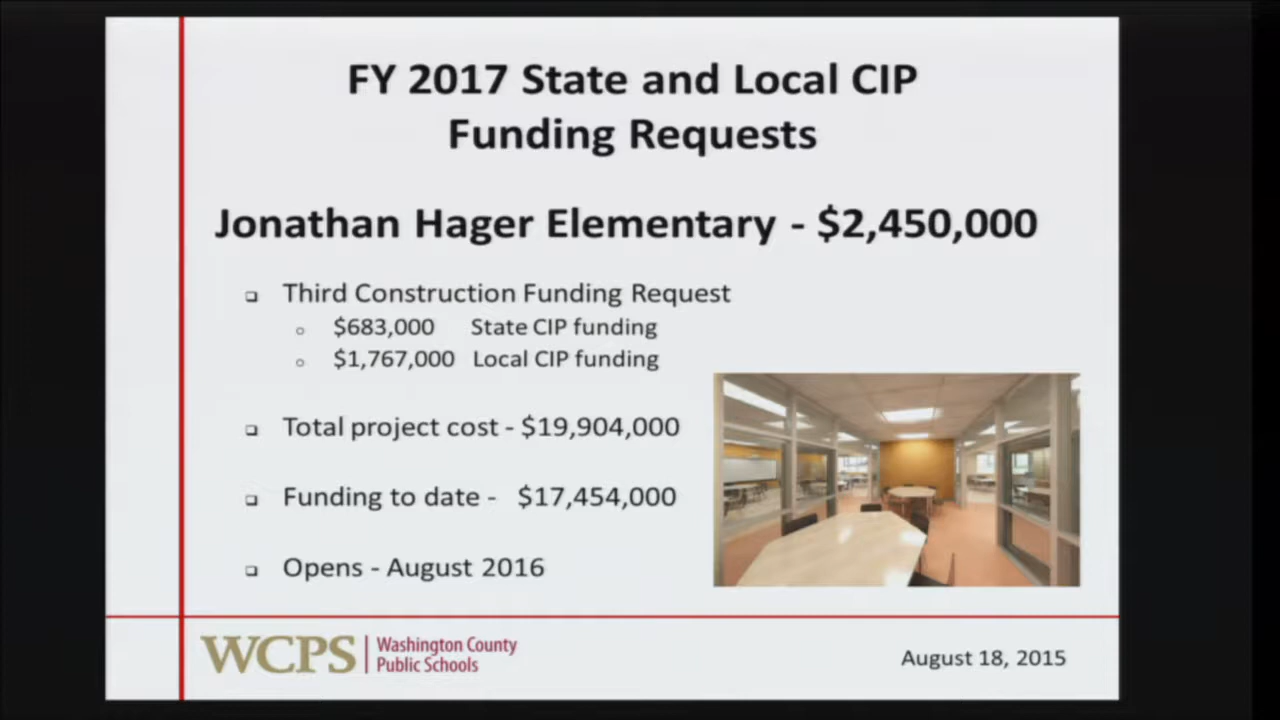 FY 2017 State and Local CIP
Funding Requests
Jonathan Hager Elementary - $2,450,000
Third Construction Funding Request
$683,000 State CIP funding
$1,767,000 Local CIP funding
Total project cost - $19,904,000
Funding to date - $17,454,000
Opens - August 2016
WCPS Washington County
Public Schools
August 18, 2015